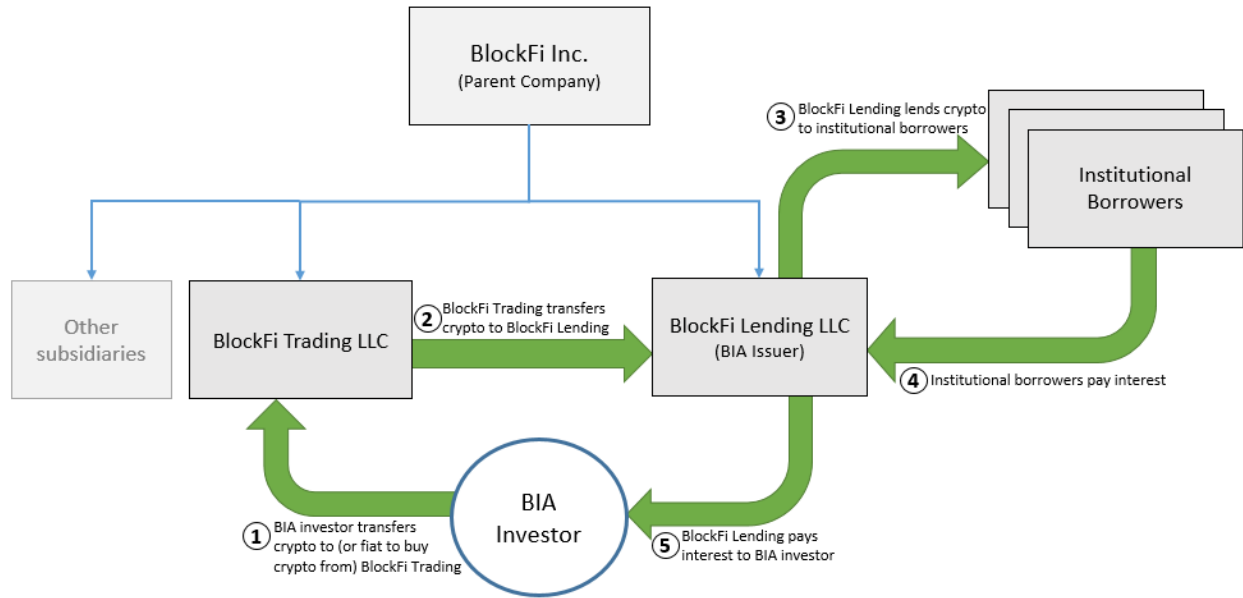 BlockFi Inc.
(Parent Company)
3
BlockFi Lending lends crypto
to institutional borrowers
Institutional
Borrowers
Other
subsidiaries
BlockFi Trading LLC
2
BlockFi Trading transfers
crypto to BlockFi Lending
BlockFi Lending LLC
(BIA Issuer)
4
Institutional borrowers pay interest
1
BIA investor transfers
crypto to (or fiat to buy
crypto from) BlockFi Trading
BIA
Investor
5
BlockFi Lending pays
interest to BIA investor